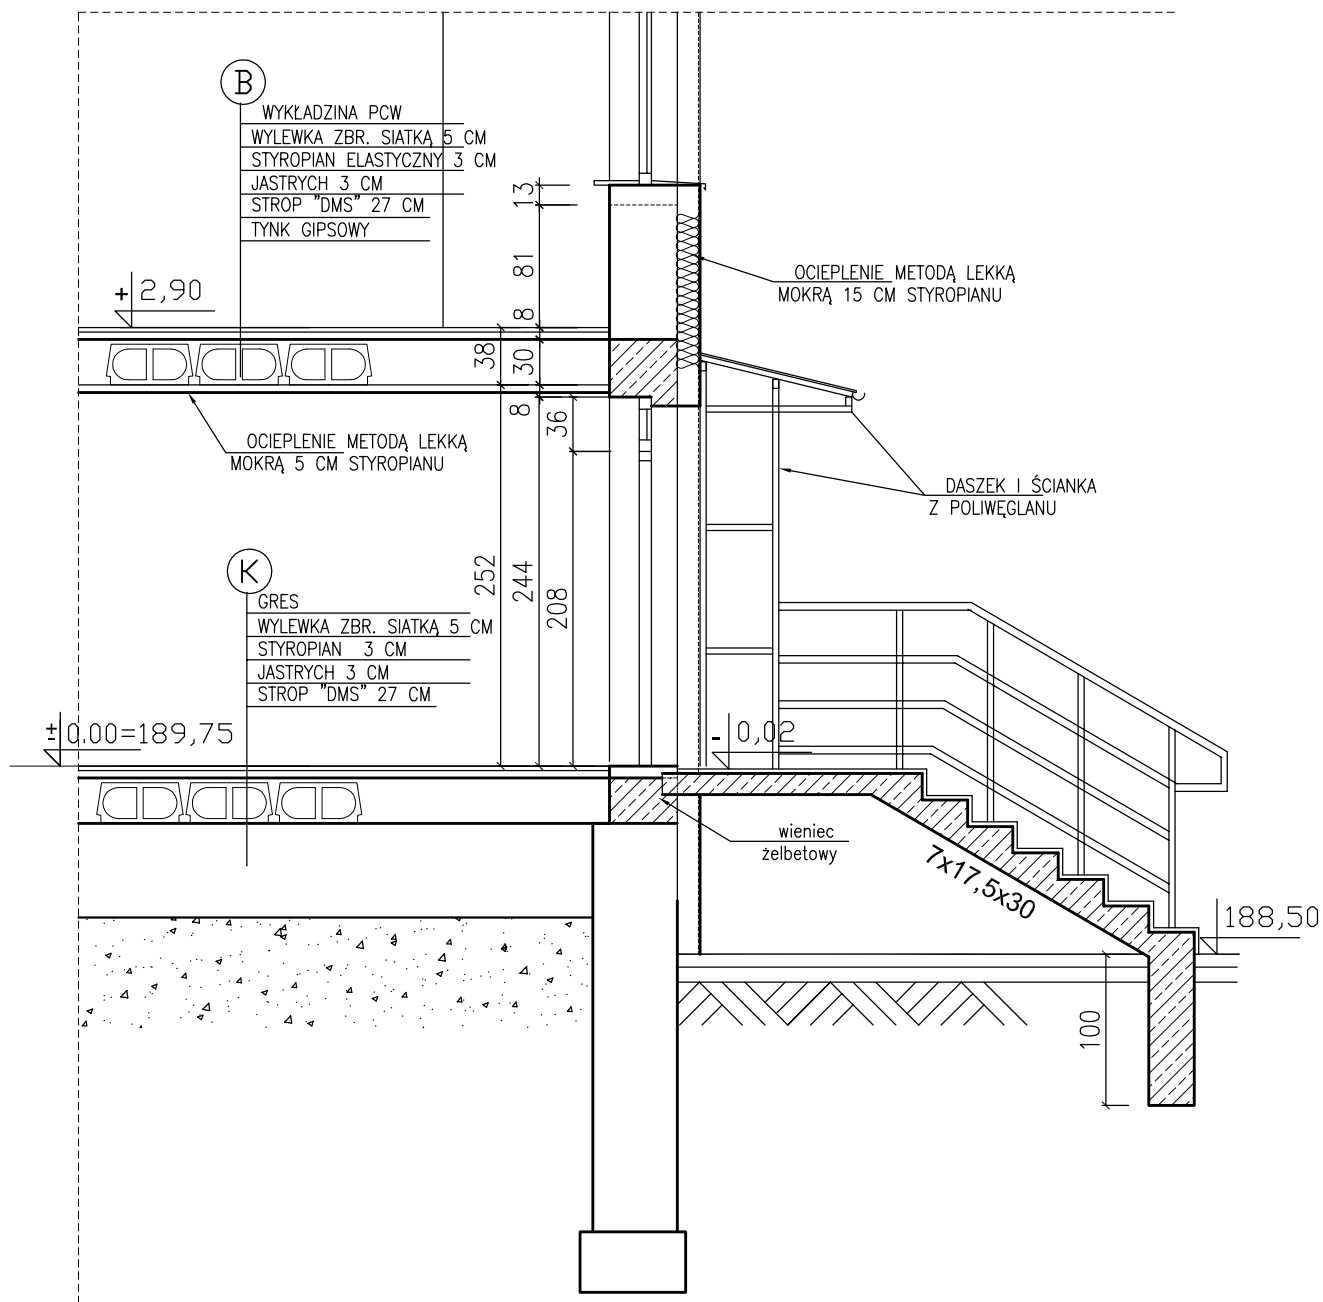 B
WYKŁADZINA PCW
WYLEWKA ZBR. SIATKĄ 5 CM
STYROPIAN ELASTYCZNY 3 CM
JASTRYCH 3 CM
STROP "DMS" 27 CM
TYNK GIPSOWY
13
81
8
38
30
8
36
+ 2,90
OCIEPLENIE METODĄ LEKKĄ
MOKRĄ 15 CM STYROPIANU
OCIEPLENIE METODĄ LEKKĄ
MOKRĄ 5 CM STYROPIANU
DASZEK I ŚCIANKA
Z POLIWĘGLANU
252
244
208
K
GRES
WYLEWKA ZBR. SIATKĄ 5 CM
STYROPIAN 3 CM
JASTRYCH 3 CM
STROP "DMS" 27 CM
±0.00=189,75
- 0,02
wieniec
żelbetowy
7x17,5x30
188,50
100